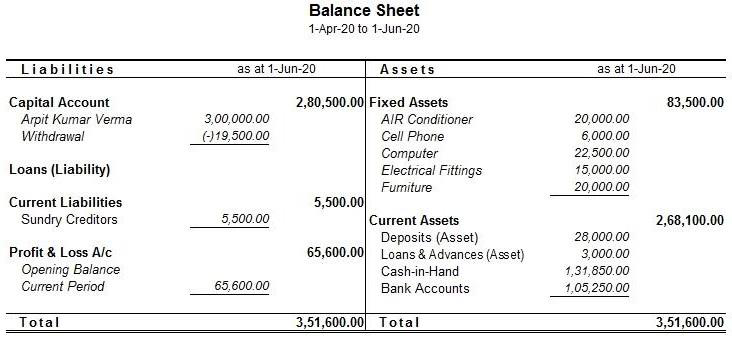 Balance Sheet
1-Apr-20 to 1-Jun-20
Liabilities as at 1-Jun-20 Assets as at 1-Jun-20
Capital Account 2,80,500.00 Fixed Assets 83,500.00
Arpit Kumar Verma 3,00,000.00 AIR Conditioner 20,000.00
Withdrawal (-)19,500.00 Cell Phone 6,000.00
Computer 22,500.00
Loans (Liability) Electrical Fittings 15,000.00
Furniture 20,000.00
Current Liabilities 5,500.00
Sundry Creditors 5,500.00 Current Assets 2,68,100.00
Deposits (Asset) 28,000.00
Profit & Loss A/c 65,600.00 Loans & Advances (Asset) 3,000.00
Opening Balance Cash-in-Hand 1,31,850.00
Current Period 65,600.00 Bank Accounts 1,05,250.00
Total 3,51,600.00 Total 3,51,600.00